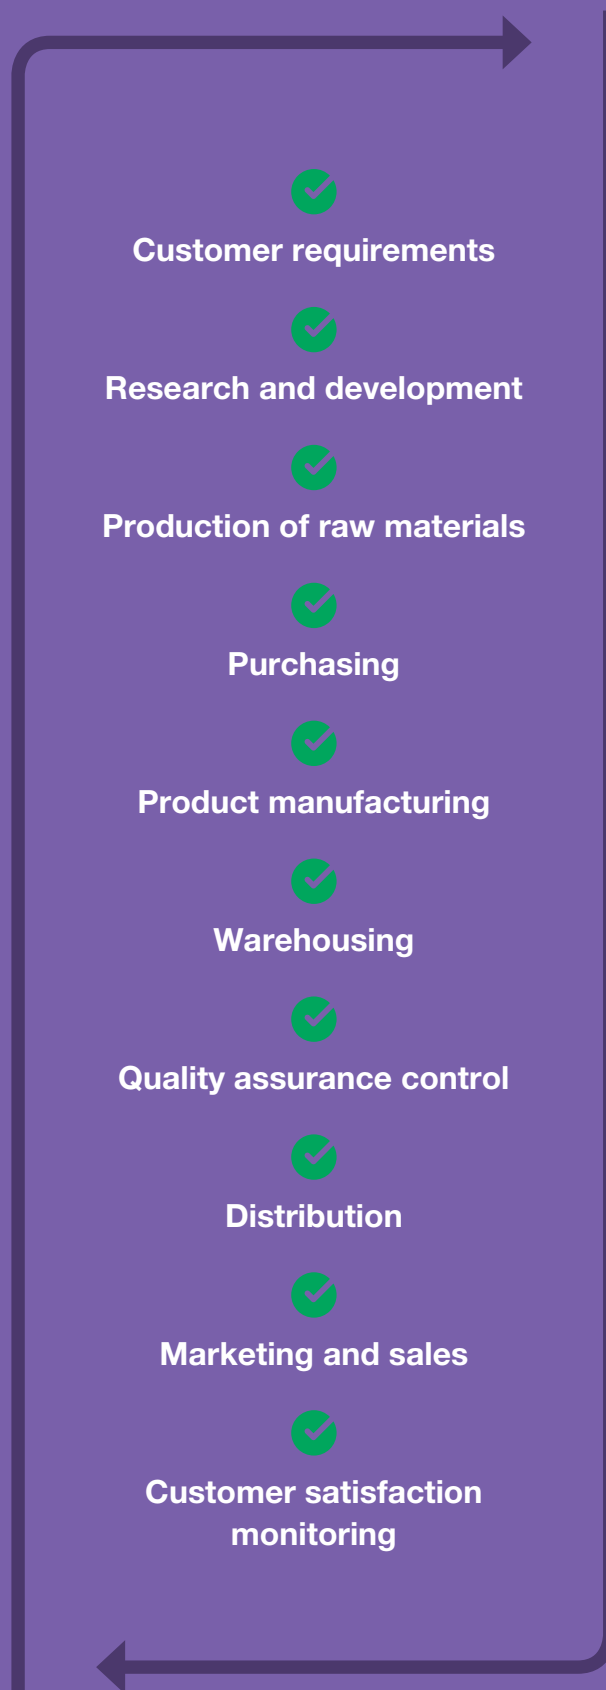 Customer requirements
Research and development
Production of raw materials
Purchasing
Product manufacturing
Warehousing
Quality assurance control
Distribution
Marketing and sales
Customer satisfaction
monitoring